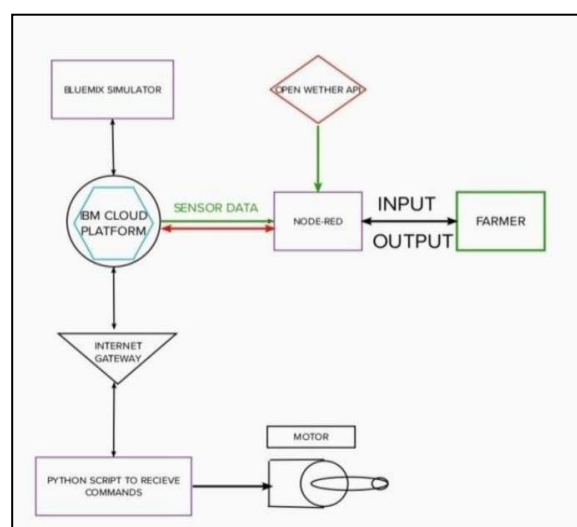 BLUEMIX SIMULATOR
OPEN WETHER API
IBM CLOUD
PLATFORM
SENSOR DATA
NODE-RED
INPUT
OUTPUT
FARMER
INTERNET
GATEWAY
MOTOR
PYTHON SCRIPT TO RECIEVE
COMMANDS